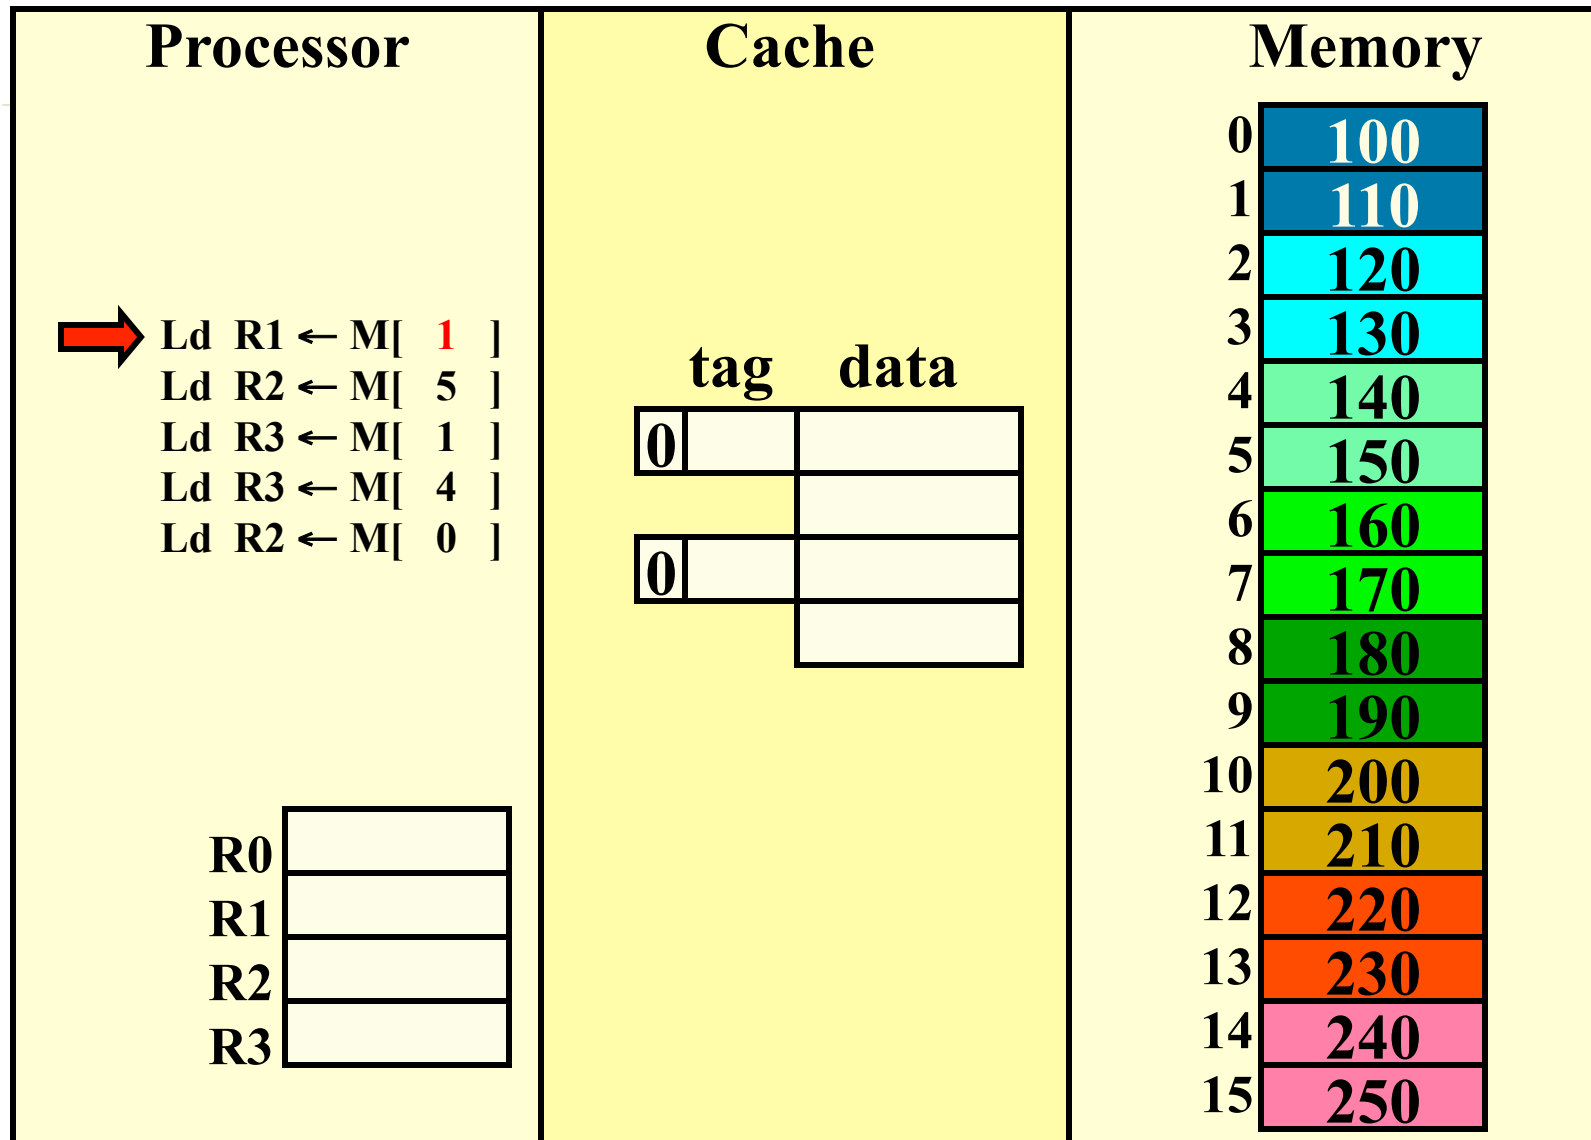 Processor
Ld R1 ← M[ 1 ]
Ld R2 ← M[ 5 ]
Ld R3 ← M[ 1 ]
Ld R3 ← M[ 4 ]
Ld R2 ← M[ 0 ]
R0
R1
R2
R3
Cache
tag data
0
0
Memory
0 100
1 110
2 120
3 130
4 140
5 150
6 160
7 170
8 180
9 190
10 200
11 210
12 220
13 230
14 240
15 250